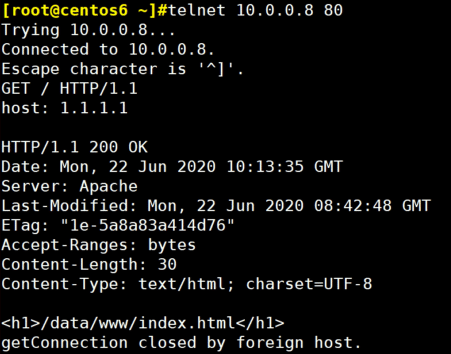 [root@centos6 ~]#telnet 10.0.0.8 80
Trying 10.0.0.8...
Connected to 10.0.0.8.
Escape character is '^]'.
GET / HTTP/1.1
host: 1.1.1.1

HTTP/1.1 200 OK
Date: Mon, 22 Jun 2020 10:13:35 GMT
Server: Apache
Last-Modified: Mon, 22 Jun 2020 08:42:48 GMT
ETag: "1e-5a8a83a414d76"
Accept-Ranges: bytes
Content-Length: 30
Content-Type: text/html; charset=UTF-8

<h1>/data/www/index.html</h1>
getConnection closed by foreign host.